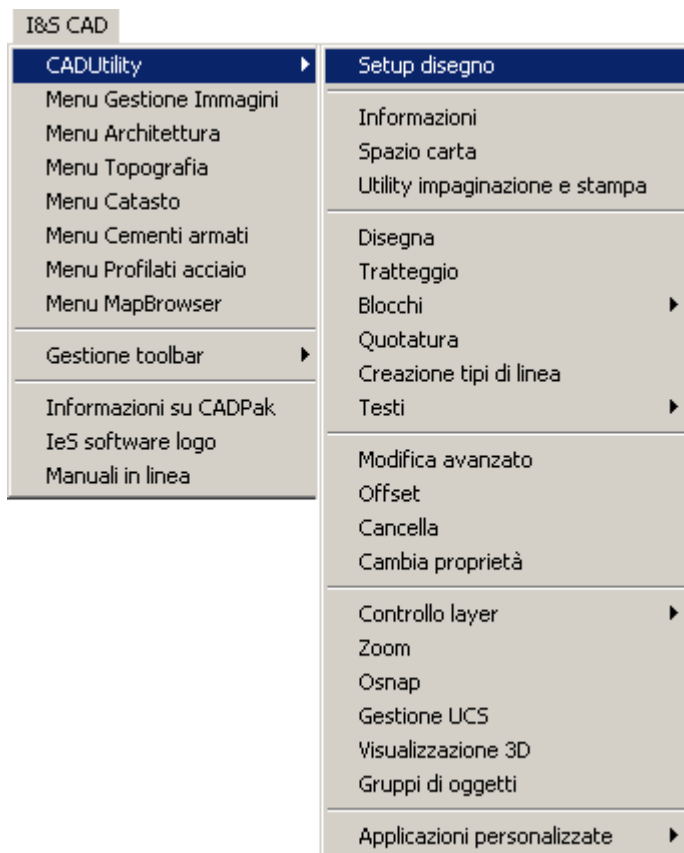 I&S CAD
CADUtility
Menu Gestione Immagini
Menu Architettura
Menu Topografia
Menu Catasto
Menu Cementi armati
Menu Profilati acciaio
Menu MapBrowser
Gestione toolbar
Informazioni su CADPak
IeS software logo
Manuali in linea
Setup disegno
Informazioni
Spazio carta
Utility impaginazione e stampa
Disegna
Tratteggio
Blocchi
Quotatura
Creazione tipi di linea
Testi
Modifica avanzato
Offset
Cancella
Cambia proprietà
Controllo layer
Zoom
Osnap
Gestione UCS
Visualizzazione 3D
Gruppi di oggetti
Applicazioni personalizzate